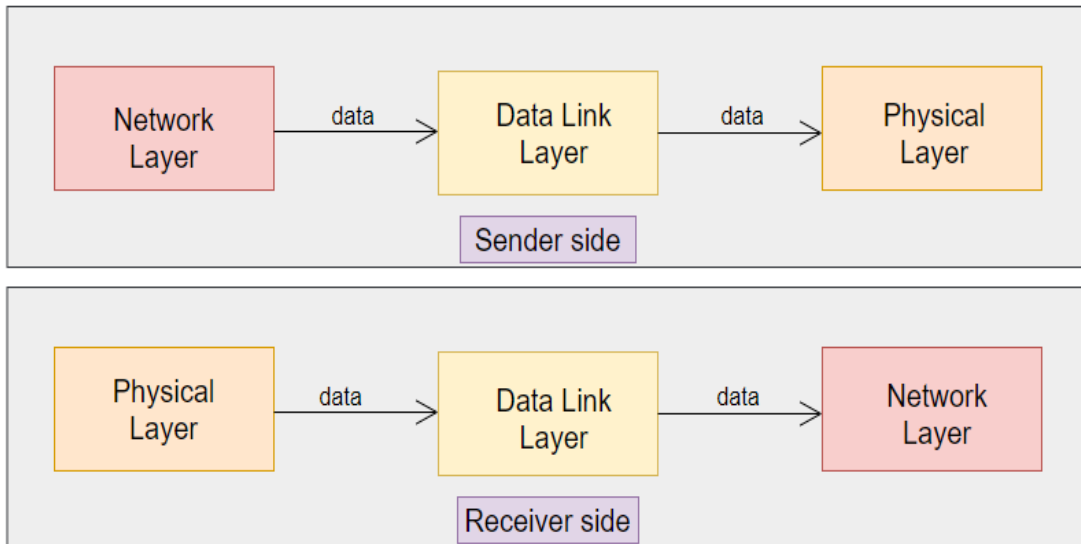 Network
Layer
data
Data Link
Layer
data
Physical
Layer
Sender side
Physical
Layer
data
Data Link
Layer
data
Network
Layer
Receiver side